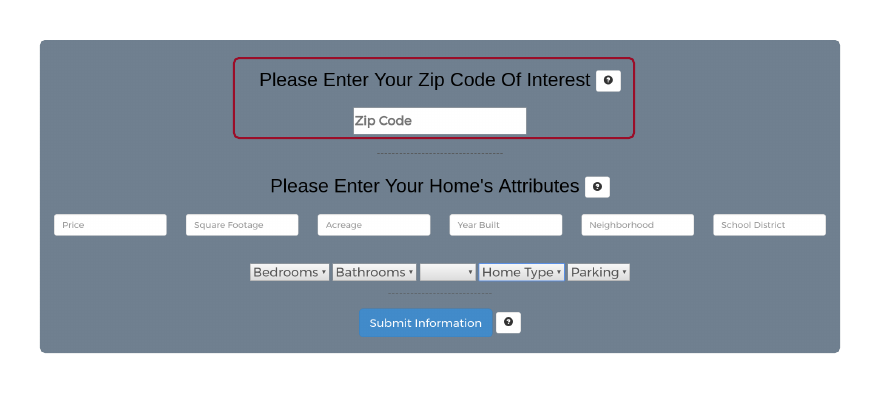 Please Enter Your Zip Code Of Interest ?
Zip Code
--------------------------------
Please Enter Your Home's Attributes ?
Price Square Footage Acreage Year Built Neighborhood School District
Bedrooms Bathrooms Home Type Parking
--------------------------
Submit Information ?